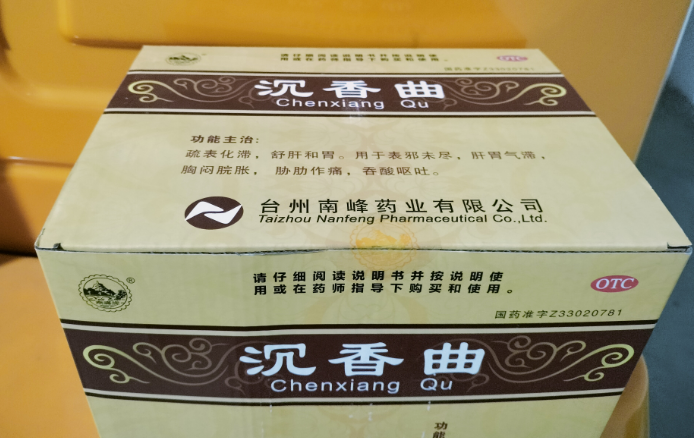 请仔细阅读说明书并按说明使
用或在药师指导下购买和使用。
OTC
国药准字Z33020781
沉香曲
Chenxiang Qu
功能主治:
疏表化滞，舒肝和胃。用于表邪未尽，肝胃气滞，
胸闷脘胀，胁肋作痛，吞酸呕吐。
台州南峰药业有限公司
Taizhou Nanfeng Pharmaceutical Co.,Ltd.
请仔细阅读说明书并按说明使
用或在药师指导下购买和使用。
OTC
国药准字Z33020781
沉香曲
Chenxiang Qu
功能